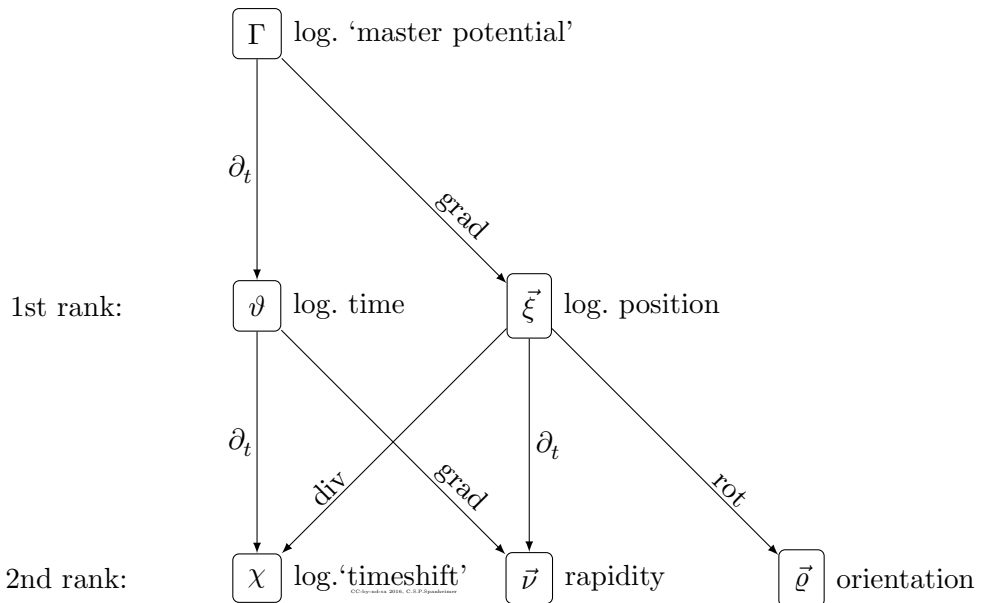 Γ log. ‘master potential’
∂t
grad
1st rank: ϑ log. time ξ⃗ log. position
∂t div grad ∂t rot
2nd rank: χ log.‘timeshift’ ν⃗ rapidity ϱ⃗ orientation